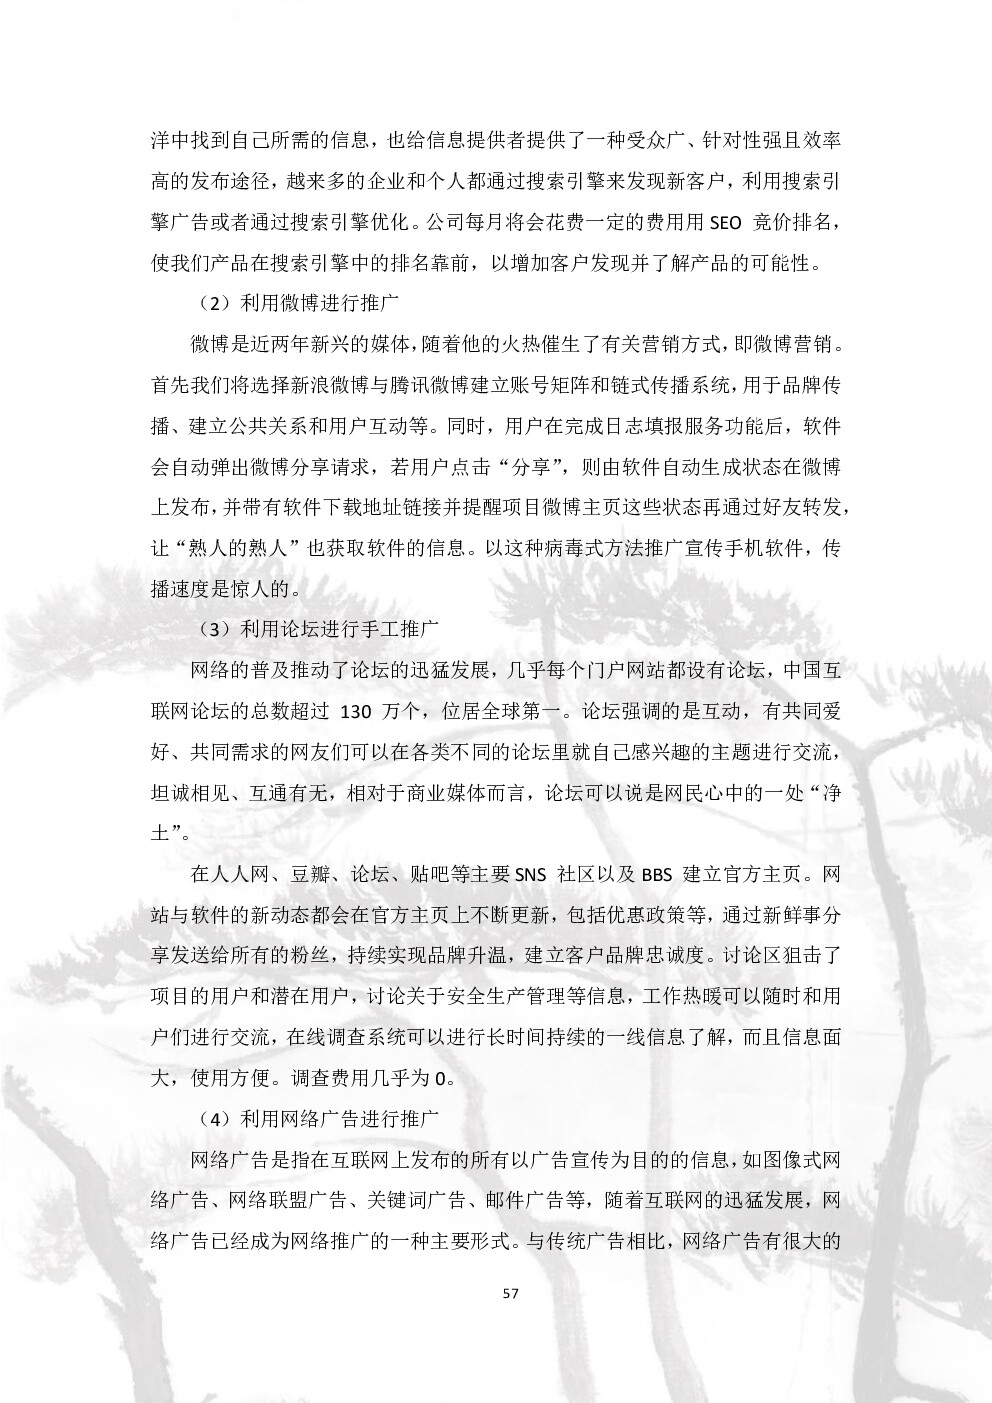 洋中找到自己所需的信息，也给信息提供者提供了一种受众广、针对性强且效率
高的发布途径，越来多的企业和个人都通过搜索引擎来发现新客户，利用搜索引
擎广告或者通过搜索引擎优化。公司每月将会花费一定的费用用 SEO 竞价排名，
使我们产品在搜索引擎中的排名靠前，以增加客户发现并了解产品的可能性。
（2）利用微博进行推广
微博是近两年新兴的媒体，随着他的火热催生了有关营销方式，即微博营销。
首先我们将选择新浪微博与腾讯微博建立账号矩阵和链式传播系统，用于品牌传
播、建立公共关系和用户互动等。同时，用户在完成日志填报服务功能后，软件
会自动弹出微博分享请求，若用户点击“分享”，则由软件自动生成状态在微博
上发布，并带有软件下载地址链接并提醒项目微博主页这些状态再通过好友转发，
让“熟人的熟人”也获取软件的信息。以这种病毒式方法推广宣传手机软件，传
播速度是惊人的。
（3）利用论坛进行手工推广
网络的普及推动了论坛的迅猛发展，几乎每个门户网站都设有论坛，中国互
联网论坛的总数超过 130 万个，位居全球第一。论坛强调的是互动，有共同爱
好、共同需求的网友们可以在各类不同的论坛里就自己感兴趣的主题进行交流，
坦诚相见、互通有无，相对于商业媒体而言，论坛可以说是网民心中的一处“净
土”。
在人人网、豆瓣、论坛、贴吧等主要 SNS 社区以及 BBS 建立官方主页。网
站与软件的新动态都会在官方主页上不断更新，包括优惠政策等，通过新鲜事分
享发送给所有的粉丝，持续实现品牌升温，建立客户品牌忠诚度。讨论区狙击了
项目的用户和潜在用户，讨论关于安全生产管理等信息，工作热暖可以随时和用
户们进行交流，在线调查系统可以进行长时间持续的一线信息了解，而且信息面
大，使用方便。调查费用几乎为 0。
（4）利用网络广告进行推广
网络广告是指在互联网上发布的所有以广告宣传为目的的信息，如图像式网
络广告、网络联盟广告、关键词广告、邮件广告等，随着互联网的迅猛发展，网
络广告已经成为网络推广的一种主要形式。与传统广告相比，网络广告有很大的
57